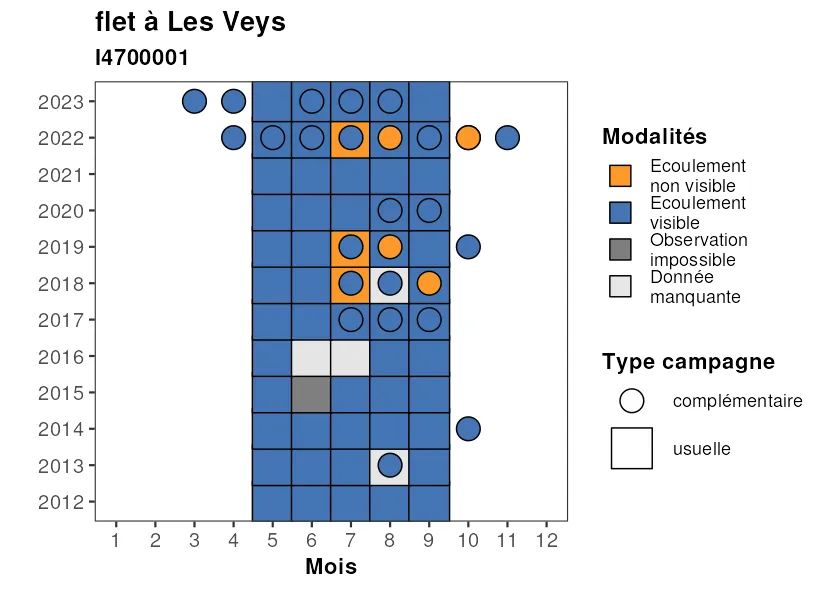 flet à Les Veys
I4700001
2023
2022
2021
2020
2019
2018
2017
2016
2015
2014
2013
2012
1 2 3 4 5 6 7 8 9 10 11 12
Mois
Modalités
Ecoulement
non visible
Ecoulement
visible
Observation
impossible
Donnée
manquante
Type campagne
complémentaire
usuelle